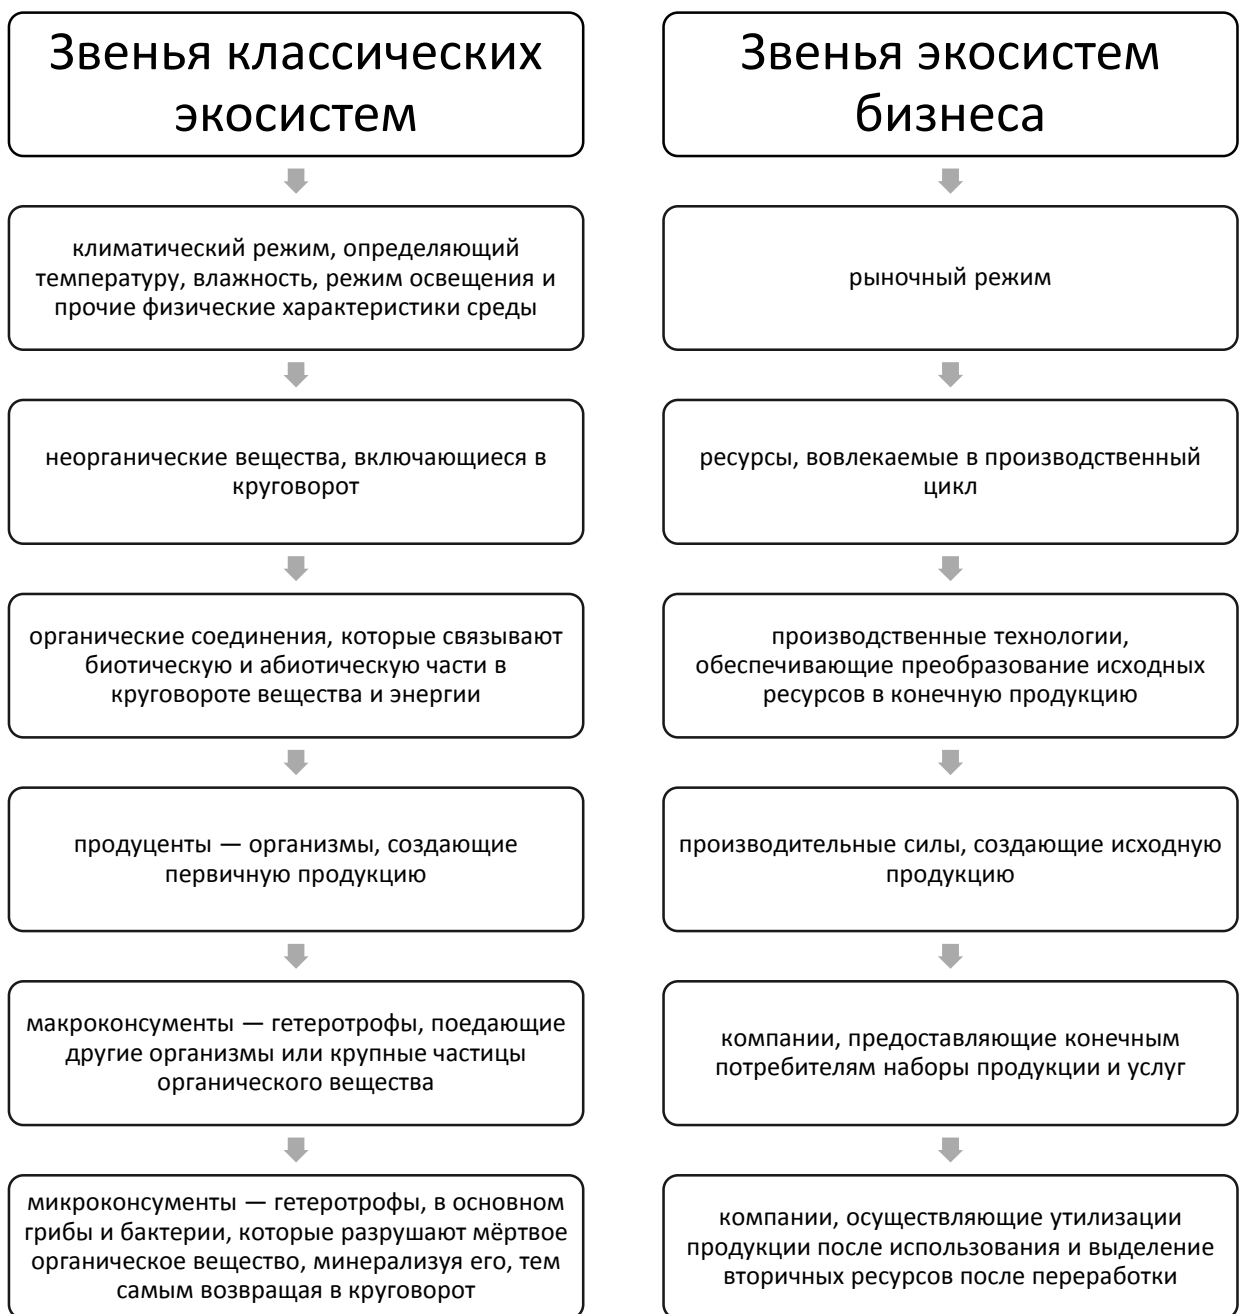 Звенья классических
экосистем
климатический режим, определяющий
температуру, влажность, режим освещения и
прочие физические характеристики среды
неорганические вещества, включающиеся в
круговорот
органические соединения, которые связывают
биотическую и абиотическую части в
круговороте вещества и энергии
продуценты — организмы, создающие
первичную продукцию
макроконсументы — гетеротрофы, поедающие
другие организмы или крупные частицы
органического вещества
микроконсументы — гетеротрофы, в основном
грибы и бактерии, которые разрушают мёртвое
органическое вещество, минерализуя его, тем
самым возвращая в круговорот
Звенья экосистем
бизнеса
рыночный режим
ресурсы, вовлекаемые в производственный
цикл
производственные технологии,
обеспечивающие преобразование исходных
ресурсов в конечную продукцию
производительные силы, создающие исходную
продукцию
компании, предоставляющие конечным
потребителям наборы продукции и услуг
компании, осуществляющие утилизации
продукции после использования и выделение
вторичных ресурсов после переработки